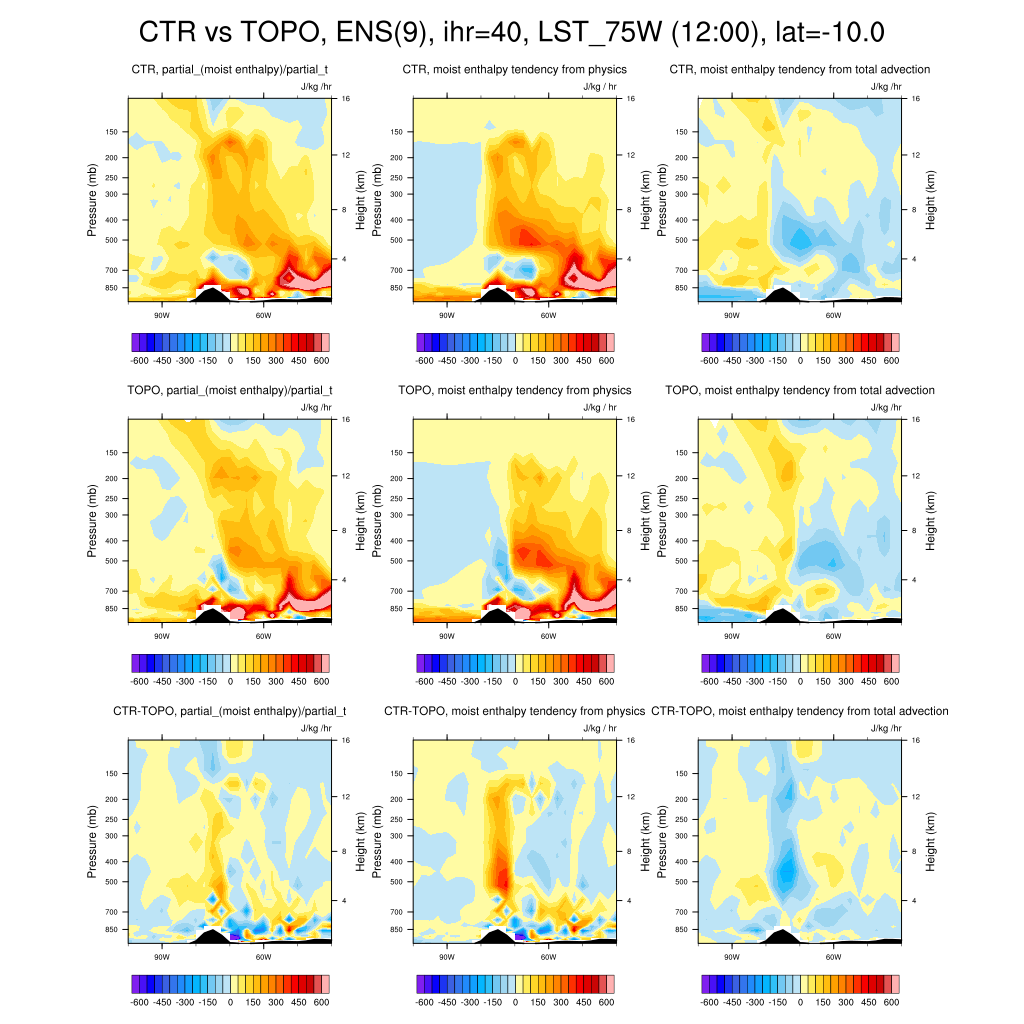 CTR vs TOPO, ENS(9), ihr=40, LST_75W (12:00), lat=-10.0
CTR, partial_(moist enthalpy)/partial_t
J/kg /hr
Pressure (mb)
150
200
250
300
400
500
700
850
16
12
8
4
Height (km)
90W 60W
-600 -450 -300 -150 0 150 300 450 600
CTR, moist enthalpy tendency from physics
J/kg /hr
Pressure (mb)
150
200
250
300
400
500
700
850
16
12
8
4
Height (km)
90W 60W
-600 -450 -300 -150 0 150 300 450 600
CTR, moist enthalpy tendency from total advection
J/kg /hr
Pressure (mb)
150
200
250
300
400
500
700
850
16
12
8
4
Height (km)
90W 60W
-600 -450 -300 -150 0 150 300 450 600
TOPO, partial_(moist enthalpy)/partial_t
J/kg /hr
Pressure (mb)
150
200
250
300
400
500
700
850
16
12
8
4
Height (km)
90W 60W
-600 -450 -300 -150 0 150 300 450 600
TOPO, moist enthalpy tendency from physics
J/kg /hr
Pressure (mb)
150
200
250
300
400
500
700
850
16
12
8
4
Height (km)
90W 60W
-600 -450 -300 -150 0 150 300 450 600
TOPO, moist enthalpy tendency from total advection
J/kg /hr
Pressure (mb)
150
200
250
300
400
500
700
850
16
12
8
4
Height (km)
90W 60W
-600 -450 -300 -150 0 150 300 450 600
CTR-TOPO, partial_(moist enthalpy)/partial_t
J/kg / hr
Pressure (mb)
150
200
250
300
400
500
700
850
16
12
8
4
Height (km)
90W 60W
-600 -450 -300 -150 0 150 300 450 600
CTR-TOPO, moist enthalpy tendency from physics
J/kg / hr
Pressure (mb)
150
200
250
300
400
500
700
850
16
12
8
4
Height (km)
90W 60W
-600 -450 -300 -150 0 150 300 450 600
CTR-TOPO, moist enthalpy tendency from total advection
J/kg / hr
Pressure (mb)
150
200
250
300
400
500
700
850
16
12
8
4
Height (km)
90W 60W
-600 -450 -300 -150 0 150 300 450 600